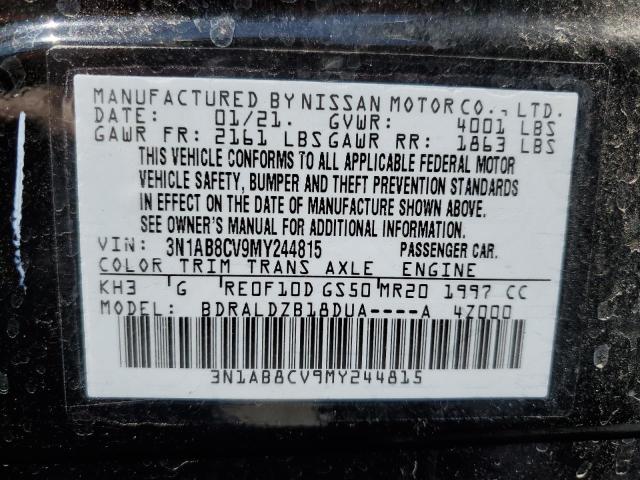 MANUFACTURED BY NISSAN MOTOR CO., LTD.
DATE: 01/21. GVWR: 4001 LBS
GAWR FR: 2161 LBS GAWR RR: 1863 LBS
THIS VEHICLE CONFORMS TO ALL APPLICABLE FEDERAL MOTOR
VEHICLE SAFETY, BUMPER AND THEFT PREVENTION STANDARDS
IN EFFECT ON THE DATE OF MANUFACTURE SHOWN ABOVE.
SEE OWNER'S MANUAL FOR ADDITIONAL INFORMATION.
VIN: 3N1AB8CV9MY244815 PASSENGER CAR.
COLOR TRIM TRANS AXLE ENGINE
KH3 G RE0F10D GS50 MR20 1997 CC
MODEL: BDRALDZB18DUA----A 4Z000
3N1AB8CV9MY244815